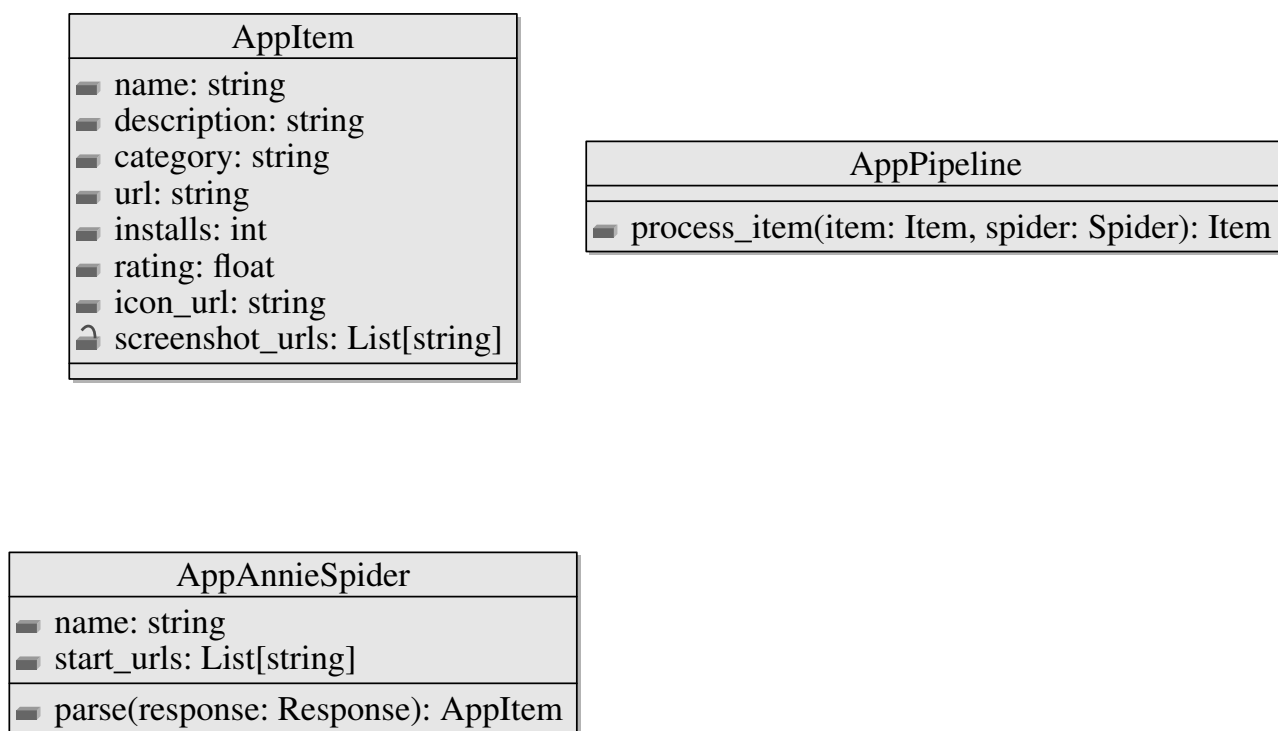 AppItem
name: string
description: string
category: string
url: string
installs: int
rating: float
icon_url: string
screenshot_urls: List[string]
AppPipeline
process_item(item: Item, spider: Spider): Item
AppAnnieSpider
name: string
start_urls: List[string]
parse(response: Response): AppItem